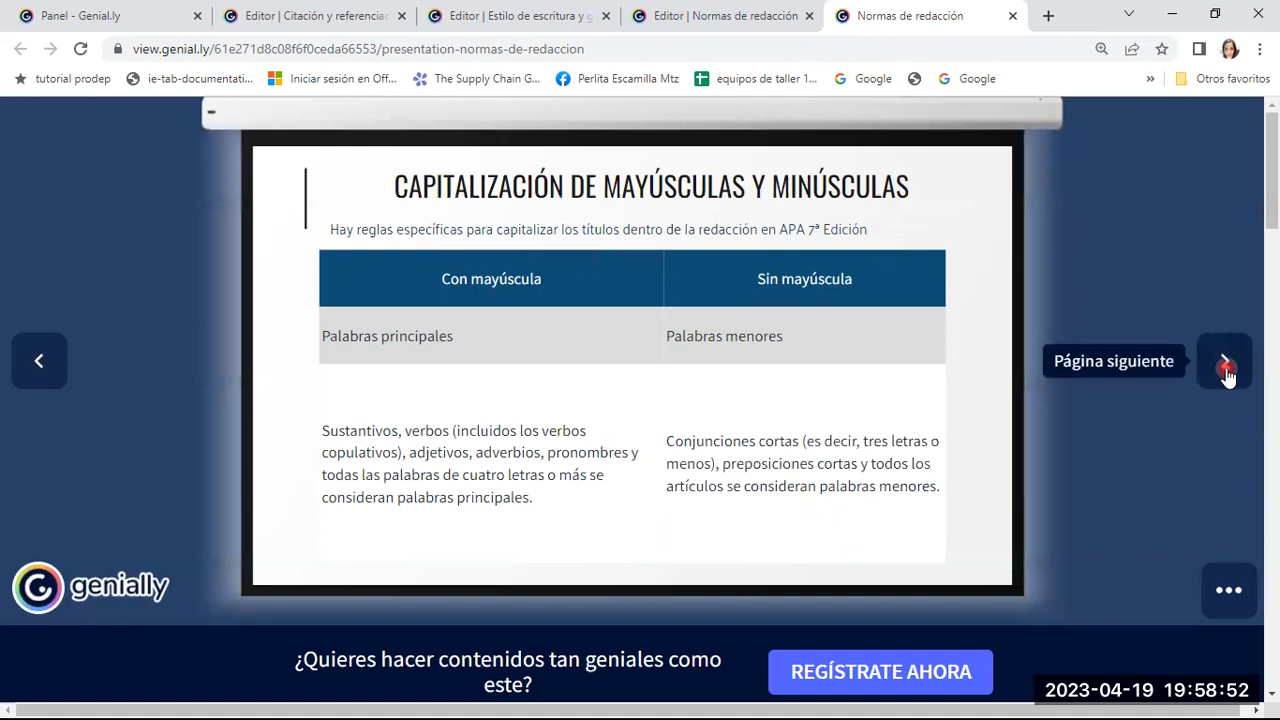 Panel - Genial.ly
Editor | Citación y referenciac
Editor | Estilo de escritura y g
Editor | Normas de redacción
Normas de redacción
view.genial.ly/61e271d8c08f6f0ceda66553/presentation-normas-de-redaccion
tutorial prodep
ie-tab-documentati...
Iniciar sesión en Off...
The Supply Chain G...
Perlita Escamilla Mtz
equipos de taller 1...
Google
Google
»
Otros favoritos
CAPITALIZACIÓN DE MAYÚSCULAS Y MINÚSCULAS
Hay reglas específicas para capitalizar los títulos dentro de la redacción en APA 7ª Edición
Con mayúscula
Sin mayúscula
Palabras principales
Palabras menores
Sustantivos, verbos (incluidos los verbos
copulativos), adjetivos, adverbios, pronombres y
todas las palabras de cuatro letras o más se
consideran palabras principales.
Conjunciones cortas (es decir, tres letras o
menos), preposiciones cortas y todos los
artículos se consideran palabras menores.
Página siguiente
genially
¿Quieres hacer contenidos tan geniales como
este?
REGÍSTRATE AHORA
2023-04-19 19:58:52